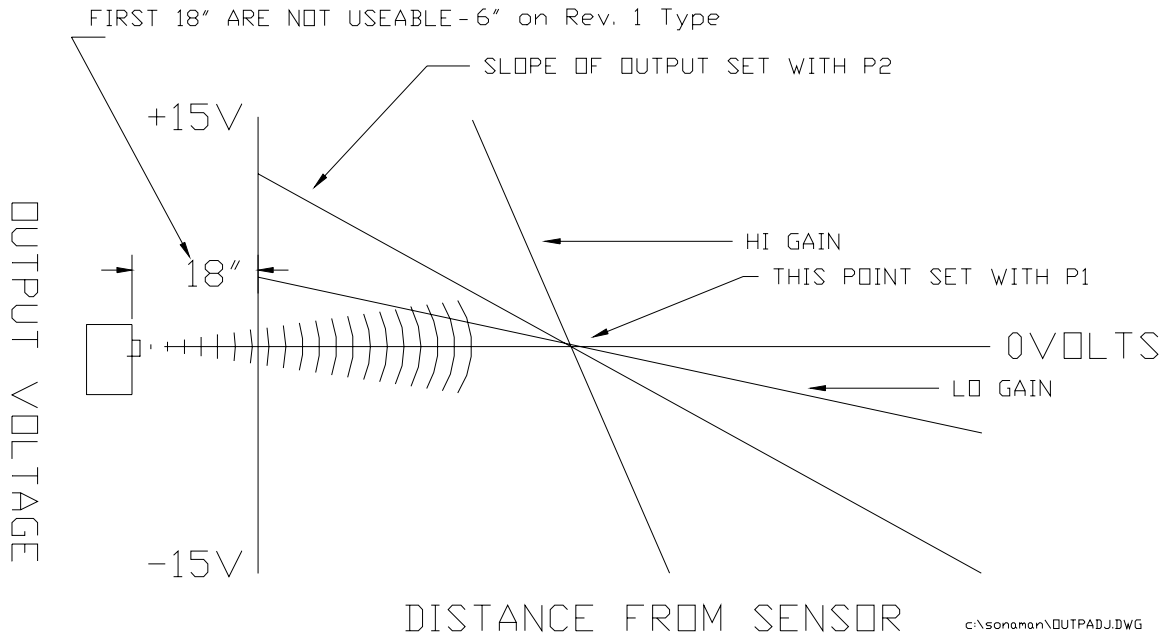 FIRST 18" ARE NOT USEABLE-6" on Rev. 1 Type
SLOPE OF OUTPUT SET WITH P2
+15V
HI GAIN
18"
THIS POINT SET WITH P1
0VOLTS
LO GAIN
OUTPUT VOLTAGE
-15V
DISTANCE FROM SENSOR
c:\sonaman\OUTPADJ.DWG